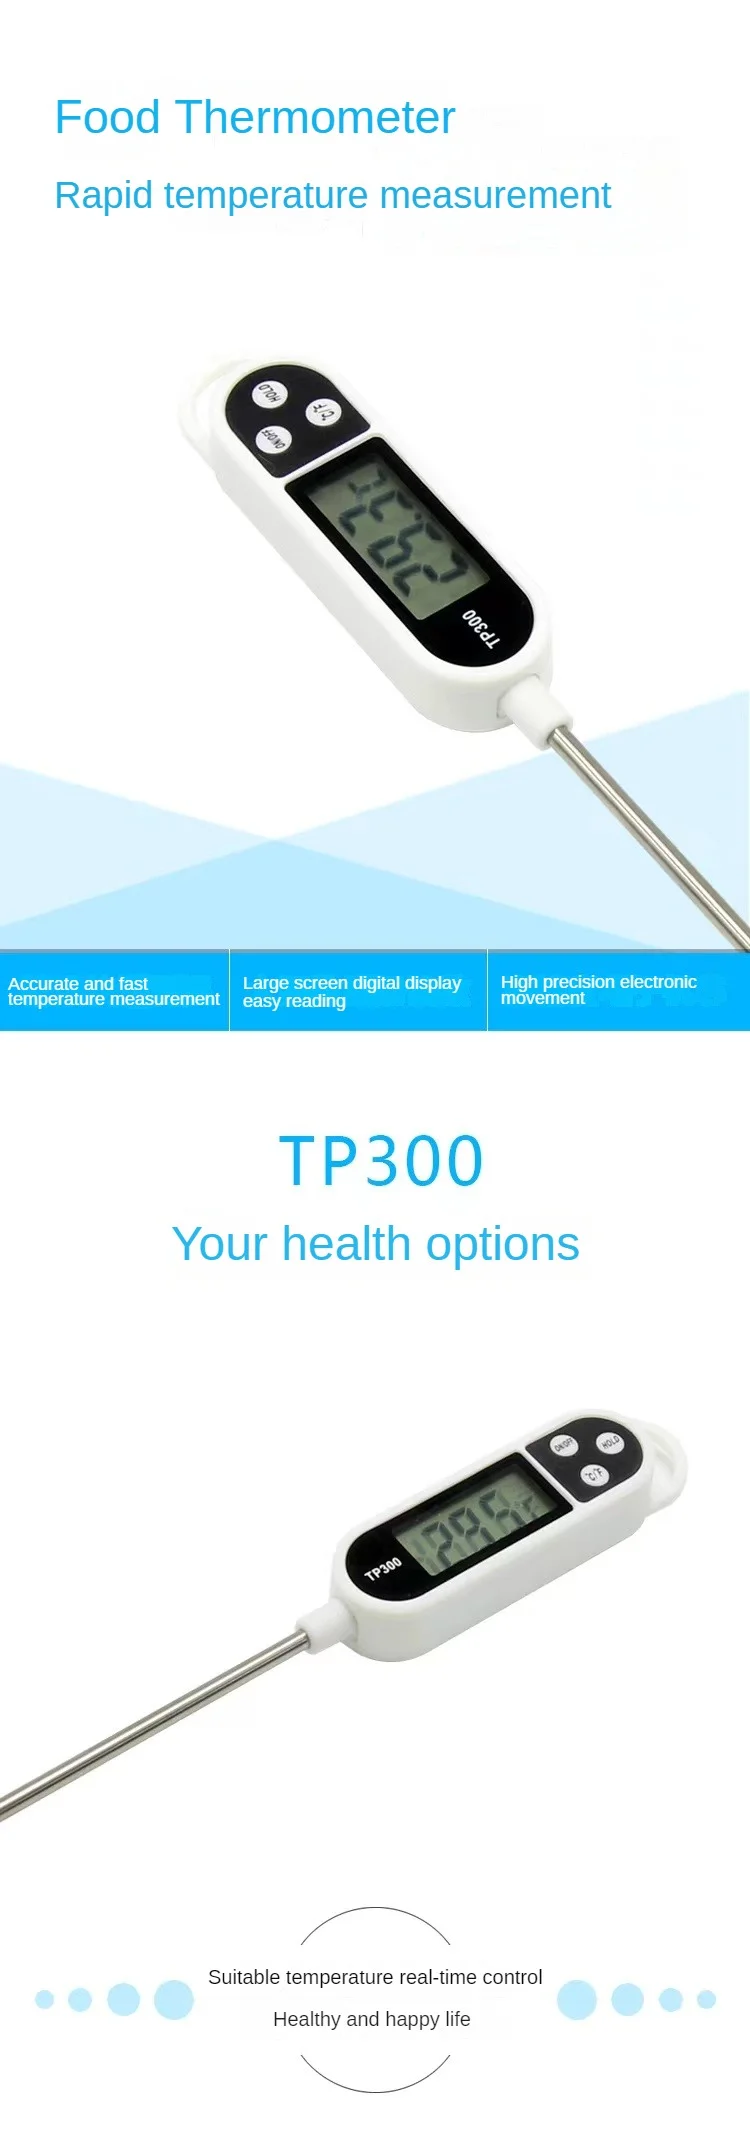 Food Thermometer
Rapid temperature measurement
HOLD
°C/°F
ON/OFF
TP300
Accurate and fast
temperature measurement
Large screen digital display
easy reading
High precision electronic
movement
TP300
Your health options
ON/OFF
HOLD
°C/°F
TP300
Suitable temperature real-time control
Healthy and happy life